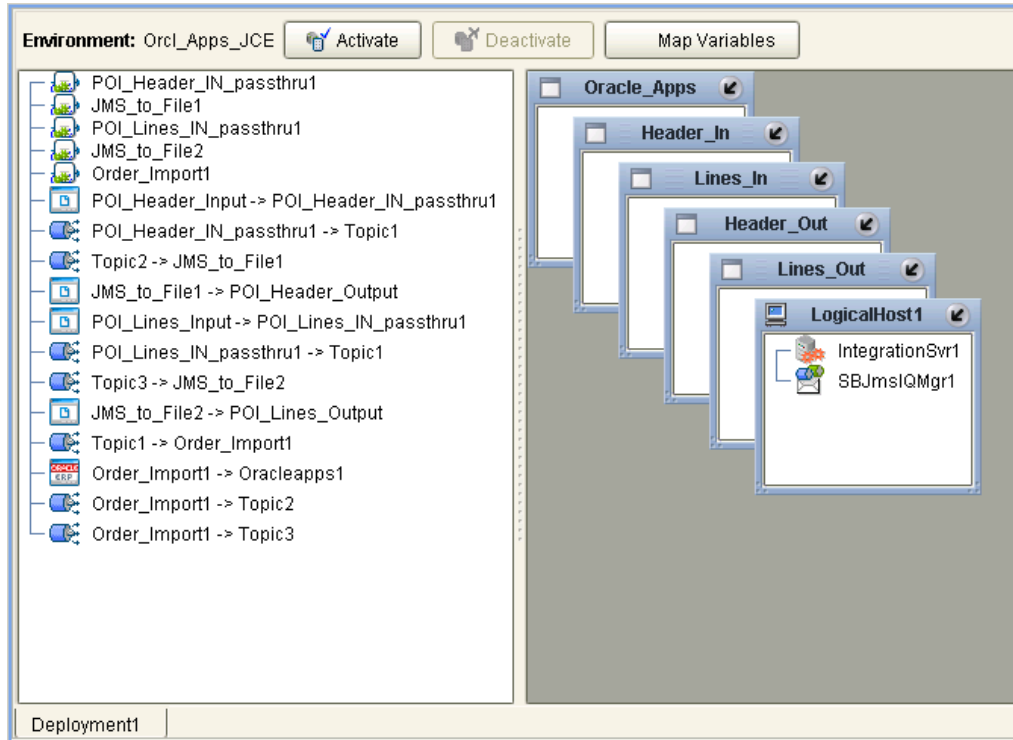 Environment: Orcl_Apps_JCE Activate Deactivate Map Variables
POI_Header_IN_passthru1
JMS_to_File1
POI_Lines_IN_passthru1
JMS_to_File2
Order_Import1
POI_Header_Input -> POI_Header_IN_passthru1
POI_Header_IN_passthru1 -> Topic1
Topic2 -> JMS_to_File1
JMS_to_File1 -> POI_Header_Output
POI_Lines_Input -> POI_Lines_IN_passthru1
POI_Lines_IN_passthru1 -> Topic1
Topic3 -> JMS_to_File2
JMS_to_File2 -> POI_Lines_Output
Topic1 -> Order_Import1
ORACLE ERP Order_Import1 -> Oracleapps1
Order_Import1 -> Topic2
Order_Import1 -> Topic3
Oracle_Apps
Header_In
Lines_In
Header_Out
Lines_Out
LogicalHost1
IntegrationSvr1
SBJmsIQMgr1
Deployment1